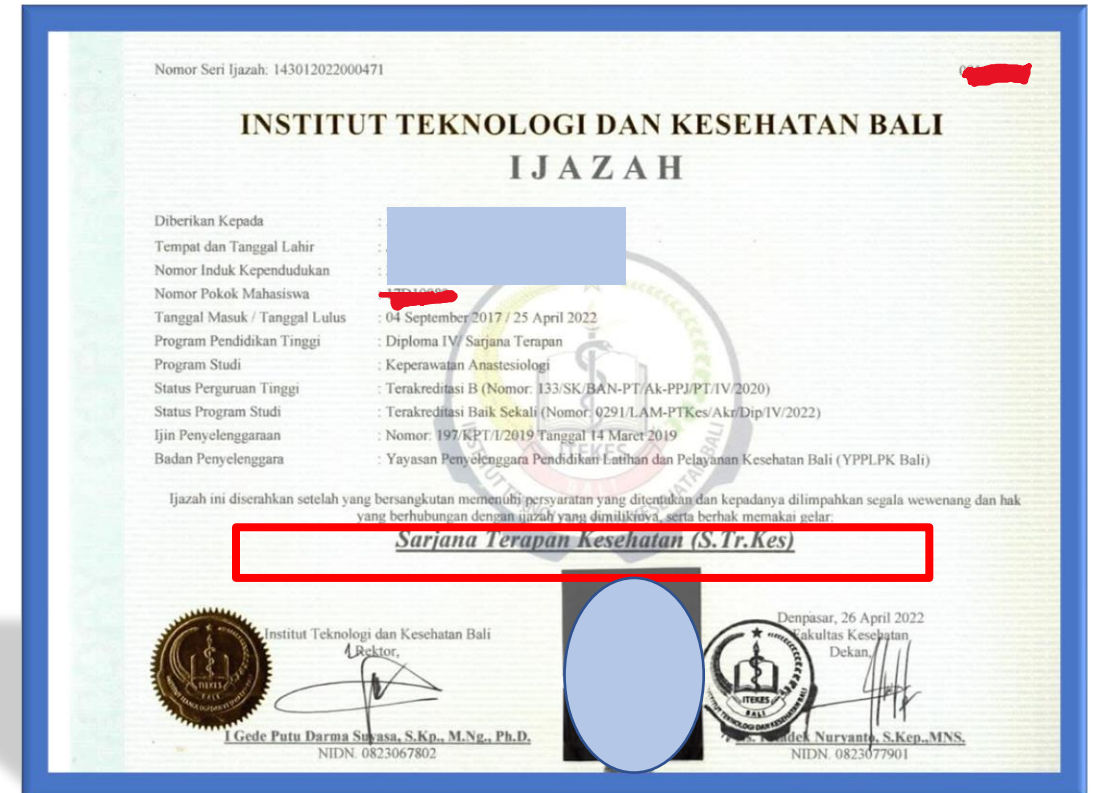 Nomor Seri Ijazah: 143012022000471
INSTITUT TEKNOLOGI DAN KESEHATAN BALI
IJAZAH
Diberikan Kepada :
Tempat dan Tanggal Lahir :
Nomor Induk Kependudukan :
Nomor Pokok Mahasiswa :
Tanggal Masuk / Tanggal Lulus : 04 September 2017 / 25 April 2022
Program Pendidikan Tinggi : Diploma IV/ Sarjana Terapan
Program Studi : Keperawatan Anastesiologi
Status Perguruan Tinggi : Terakreditasi B (Nomor: 133/SK/BAN-PT/Ak-PPJ/PT/IV/2020)
Status Program Studi : Terakreditasi Baik Sekali (Nomor: 0291/LAM-PTKes/Akr/Dip/IV/2022)
Ijin Penyelenggaraan : Nomor: 197/KPT/I/2019 Tanggal 14 Maret 2019
Badan Penyelenggara : Yayasan Penyelenggara Pendidikan Latihan dan Pelayanan Kesehatan Bali (YPPLPK Bali)
ITEKES
Ijazah ini diserahkan setelah yang bersangkutan memenuhi persyaratan yang ditentukan dan kepadanya dilimpahkan segala wewenang dan hak
yang berhubungan dengan ijazah yang dimilikinya, serta berhak memakai gelar:
Sarjana Terapan Kesehatan (S.Tr.Kes)
Institut Teknologi dan Kesehatan Bali
Rektor,
I Gede Putu Darma Suyasa, S.Kp., M.Ng., Ph.D.
NIDN. 0823067802
Denpasar, 26 April 2022
Fakultas Kesehatan
Dekan,
ITEKES
BALI
Nuryanto, S.Kep.,MNS.
NIDN. 0823077901